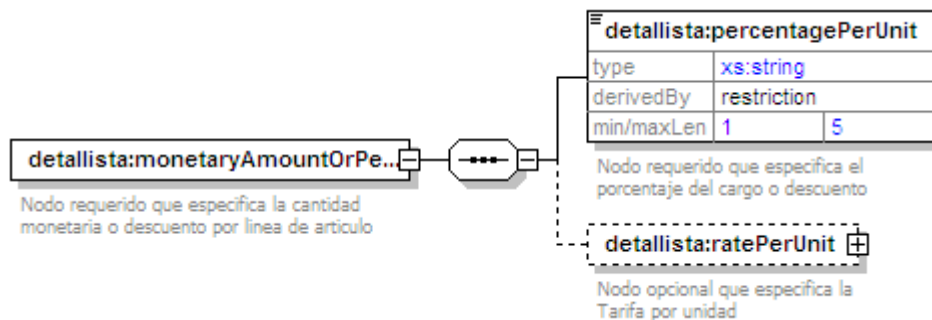 detallista:percentagePerUnit
type xs:string
derivedBy restriction
min/maxLen 1 5
Nodo requerido que especifica el
porcentaje del cargo o descuento
detallista:monetaryAmountOrPe...
Nodo requerido que especifica la cantidad
monetaria o descuento por linea de articulo
detallista:ratePerUnit
Nodo opcional que especifica la
Tarifa por unidad